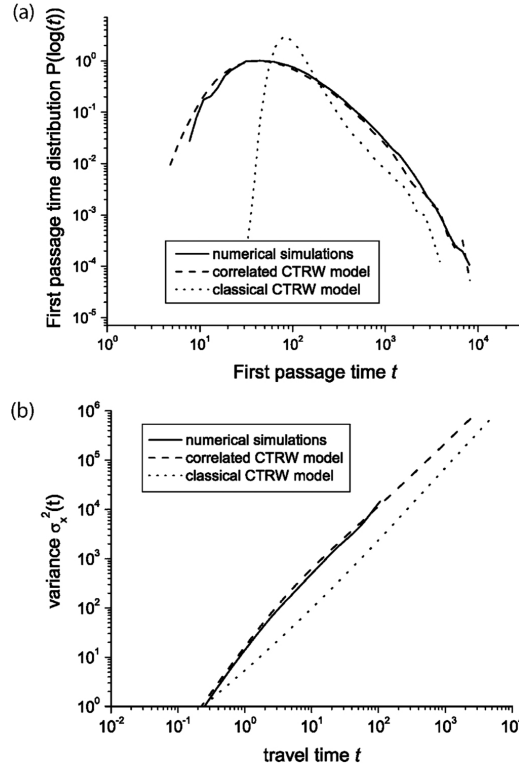 (a)
First passage time distribution P(log(t))
10^0
10^-1
10^-2
10^-3
10^-4
10^-5
numerical simulations
correlated CTRW model
classical CTRW model
10^0 10^1 10^2 10^3 10^4
First passage time t
(b)
variance σ_x^2(t)
10^6
10^5
10^4
10^3
10^2
10^1
10^0
numerical simulations
correlated CTRW model
classical CTRW model
10^-2 10^-1 10^0 10^1 10^2 10^3 10^4
travel time t